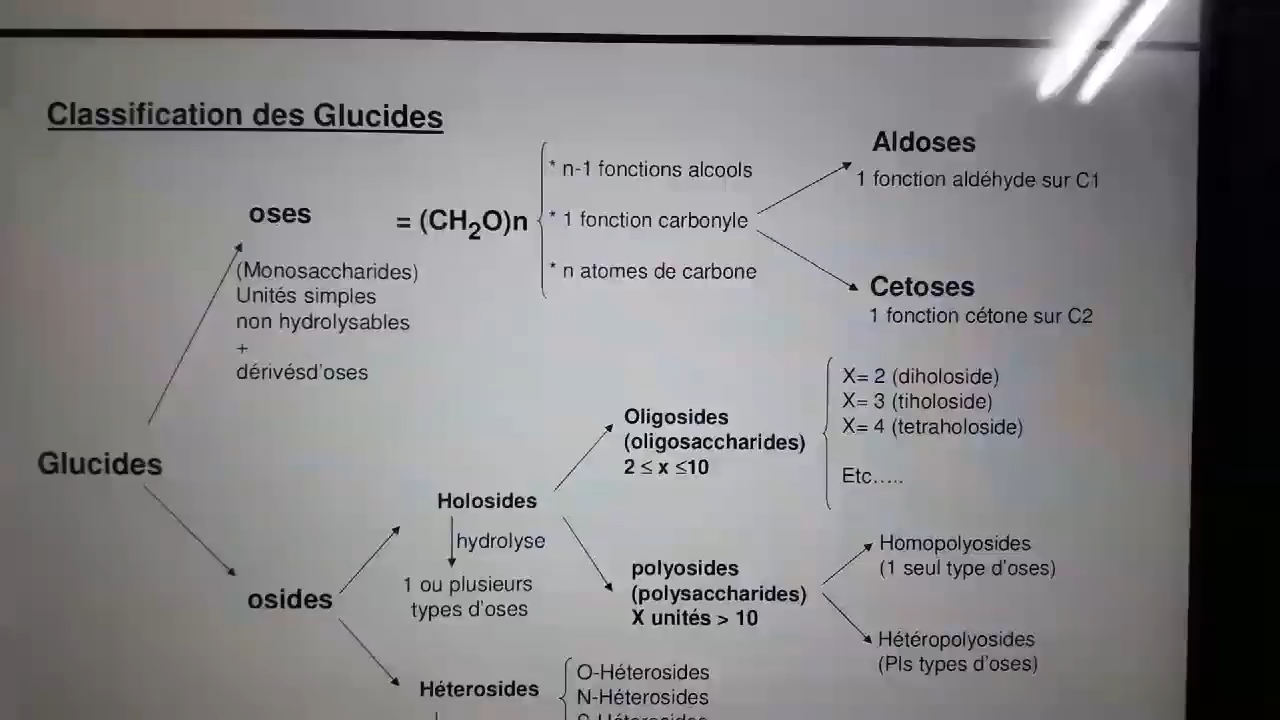 Classification des Glucides
oses
(Monosaccharides)
Unités simples
non hydrolysables
+
dérivésd'oses
= (CH2O)n
* n-1 fonctions alcools
* 1 fonction carbonyle
* n atomes de carbone
Aldoses
1 fonction aldéhyde sur C1
Cetoses
1 fonction cétone sur C2
Glucides
osides
Holosides
hydrolyse
1 ou plusieurs
types d'oses
Oligosides
(oligosaccharides)
2 ≤ x ≤10
X= 2 (diholoside)
X= 3 (tiholoside)
X= 4 (tetraholoside)
Etc…..
polyosides
(polysaccharides)
X unités > 10
Homopolyosides
(1 seul type d'oses)
Hétéropolyosides
(Pls types d'oses)
Héterosides
O-Héterosides
N-Héterosides